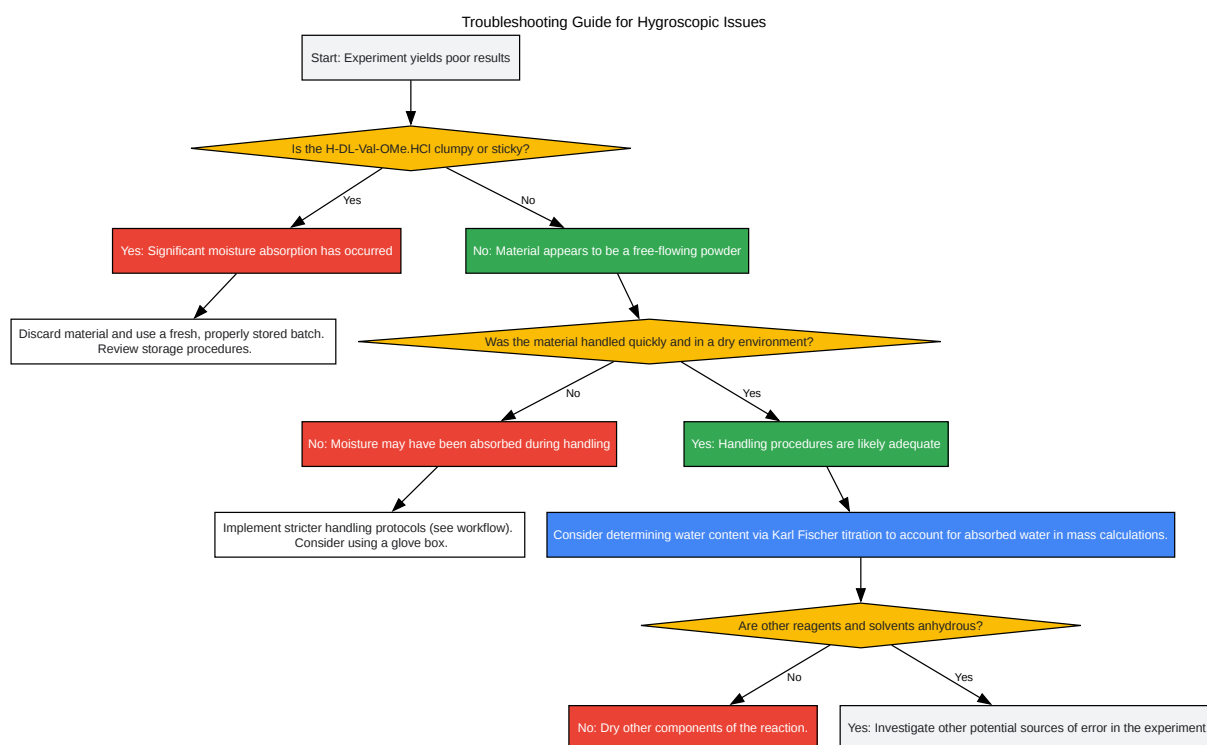 Troubleshooting Guide for Hygroscopic Issues
Start: Experiment yields poor results
Is the H-DL-Val-OMe.HCl clumpy or sticky?
Yes
No
Yes: Significant moisture absorption has occurred
No: Material appears to be a free-flowing powder
Discard material and use a fresh, properly stored batch.
Review storage procedures.
Was the material handled quickly and in a dry environment?
No
Yes
No: Moisture may have been absorbed during handling
Yes: Handling procedures are likely adequate
Implement stricter handling protocols (see workflow).
Consider using a glove box.
Consider determining water content via Karl Fischer titration to account for absorbed water in mass calculations.
Are other reagents and solvents anhydrous?
No
Yes
No: Dry other components of the reaction.
Yes: Investigate other potential sources of error in the experiment